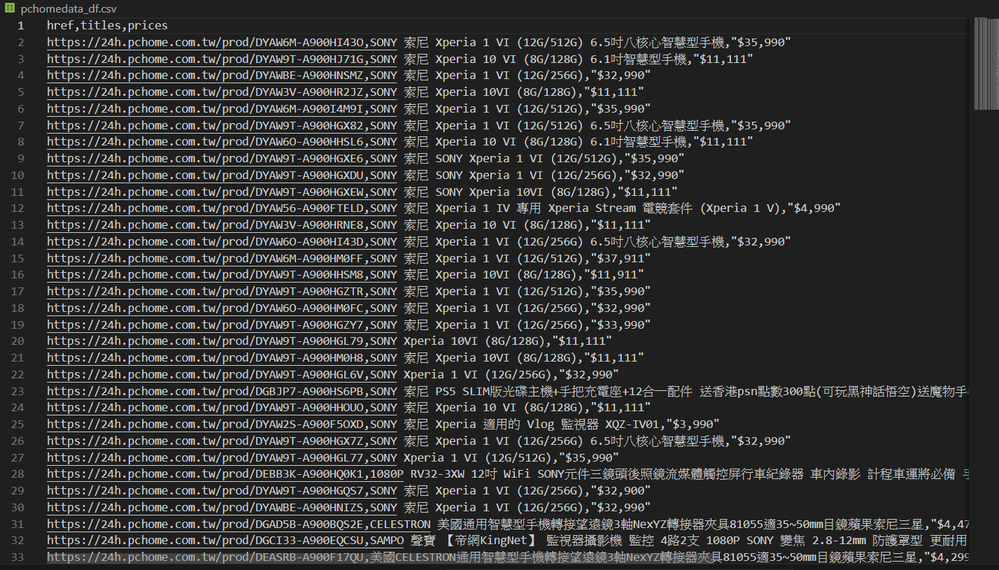 pchomedata_df.csv
1 href,titles,prices
2 https://24h.pchome.com.tw/prod/DYAW6M-A900HI43O,SONY 索尼 Xperia 1 VI (12G/512G) 6.5吋八核心智慧型手機,"$35,990"
3 https://24h.pchome.com.tw/prod/DYAW9T-A900HJ71G,SONY 索尼 Xperia 10 VI (8G/128G) 6.1吋智慧型手機,"$11,111"
4 https://24h.pchome.com.tw/prod/DYAWBE-A900HNSMZ,SONY 索尼 Xperia 1 VI (12G/256G),"$32,990"
5 https://24h.pchome.com.tw/prod/DYAW3V-A900HR2JZ,SONY 索尼 Xperia 10VI (8G/128G),"$11,111"
6 https://24h.pchome.com.tw/prod/DYAW6M-A900I4M9I,SONY 索尼 Xperia 1 VI (12G/512G),"$35,990"
7 https://24h.pchome.com.tw/prod/DYAW9T-A900HGX82,SONY 索尼 Xperia 1 VI (12G/512G) 6.5吋八核心智慧型手機,"$35,990"
8 https://24h.pchome.com.tw/prod/DYAW6O-A900HHSL6,SONY 索尼 Xperia 10 VI (8G/128G) 6.1吋智慧型手機,"$11,111"
9 https://24h.pchome.com.tw/prod/DYAW9T-A900HGXE6,SONY 索尼 SONY Xperia 1 VI (12G/512G),"$35,990"
10 https://24h.pchome.com.tw/prod/DYAW9T-A900HGXDU,SONY 索尼 SONY Xperia 1 VI (12G/256G),"$32,990"
11 https://24h.pchome.com.tw/prod/DYAW9T-A900HGXEW,SONY 索尼 SONY Xperia 10VI (8G/128G),"$11,111"
12 https://24h.pchome.com.tw/prod/DYAW56-A900FTELD,SONY 索尼 Xperia 1 IV 專用 Xperia Stream 電競套件 (Xperia 1 V),"$4,990"
13 https://24h.pchome.com.tw/prod/DYAW3V-A900HRNE8,SONY 索尼 Xperia 10 VI (8G/128G),"$11,111"
14 https://24h.pchome.com.tw/prod/DYAW6O-A900HI43D,SONY 索尼 Xperia 1 VI (12G/256G) 6.5吋八核心智慧型手機,"$32,990"
15 https://24h.pchome.com.tw/prod/DYAW6M-A900HM0FF,SONY 索尼 Xperia 1 VI (12G/512G),"$37,911"
16 https://24h.pchome.com.tw/prod/DYAW9T-A900HHSM8,SONY 索尼 Xperia 10VI (8G/128G),"$11,911"
17 https://24h.pchome.com.tw/prod/DYAW9T-A900HGZTR,SONY 索尼 Xperia 1 VI (12G/512G),"$35,990"
18 https://24h.pchome.com.tw/prod/DYAW6O-A900HM0FC,SONY 索尼 Xperia 1 VI (12G/256G),"$32,990"
19 https://24h.pchome.com.tw/prod/DYAW9T-A900HGZY7,SONY 索尼 Xperia 1 VI (12G/256G),"$33,990"
20 https://24h.pchome.com.tw/prod/DYAW9T-A900HGL79,SONY Xperia 10VI (8G/128G),"$11,111"
21 https://24h.pchome.com.tw/prod/DYAW9T-A900HM0H8,SONY 索尼 Xperia 10VI (8G/128G),"$11,111"
22 https://24h.pchome.com.tw/prod/DYAW9T-A900HGL6V,SONY Xperia 1 VI (12G/256G),"$32,990"
23 https://24h.pchome.com.tw/prod/DGBJP7-A900HS6PB,SONY 索尼 PS5 SLIM版光碟主機+手把充電座+12合一配件 送香港psn點數300點(可玩黑神話悟空)送魔物手
24 https://24h.pchome.com.tw/prod/DYAW9T-A900HHOUO,SONY 索尼 Xperia 10 VI (8G/128G),"$11,111"
25 https://24h.pchome.com.tw/prod/DYAW2S-A900F5OXD,SONY 索尼 Xperia 適用的 Vlog 監視器 XQZ-IV01,"$3,990"
26 https://24h.pchome.com.tw/prod/DYAW9T-A900HGX7Z,SONY 索尼 Xperia 1 VI (12G/256G) 6.5吋八核心智慧型手機,"$32,990"
27 https://24h.pchome.com.tw/prod/DYAW9T-A900HGL77,SONY Xperia 1 VI (12G/512G),"$35,990"
28 https://24h.pchome.com.tw/prod/DEBB3K-A900HQ0K1,1080P RV32-3XW 12吋 WiFi SONY元件三鏡頭後照鏡流媒體觸控屏行車紀錄器 車內錄影 計程車運將必備
29 https://24h.pchome.com.tw/prod/DYAW9T-A900HGQS7,SONY 索尼 Xperia 1 VI (12G/256G),"$32,900"
30 https://24h.pchome.com.tw/prod/DYAWBE-A900HNIZS,SONY 索尼 Xperia 1 VI (12G/256G),"$32,990"
31 https://24h.pchome.com.tw/prod/DGAD5B-A900BQS2E,CELESTRON 美國通用智慧型手機轉接望遠鏡3軸NexYZ轉接器夾具81055適35~50mm目鏡蘋果索尼三星,"$4,47
32 https://24h.pchome.com.tw/prod/DGCI33-A900EQCSU,SAMPO 聲寶 【帝網KingNet】 監視器攝影機 監控 4路2支 1080P SONY 變焦 2.8-12mm 防護罩型 更耐用
33 https://24h.pchome.com.tw/prod/DEASRB-A900F17QU,美國CELESTRON通用智慧型手機轉接望遠鏡3軸NexYZ轉接器夾具81055適35~50mm目鏡蘋果索尼三星,"$4,299